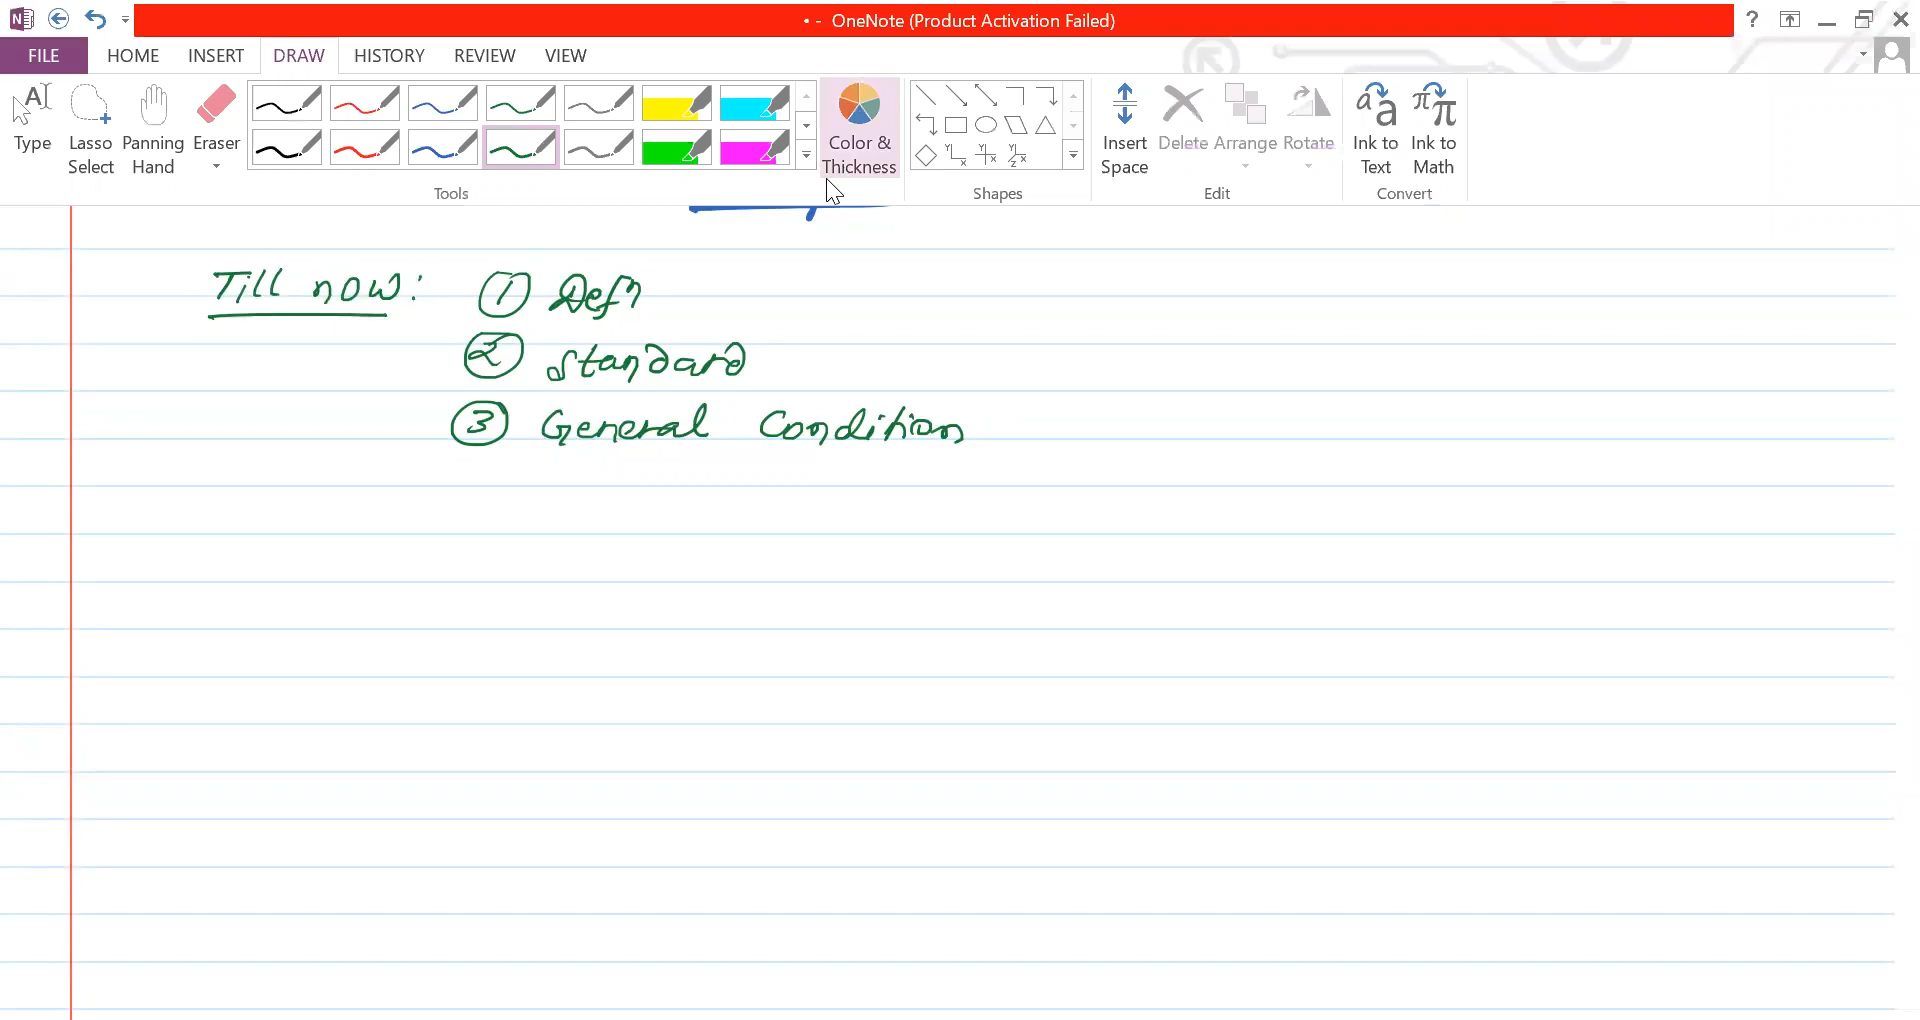 • - OneNote (Product Activation Failed)
?
FILE HOME INSERT DRAW HISTORY REVIEW VIEW
Type
Lasso Select
Panning Hand
Eraser
Color & Thickness
Insert Space
Delete
Arrange
Rotate
Ink to Text
Ink to Math
Tools
Shapes
Edit
Convert
Till now: ① Defn
② Standard
③ General Condition